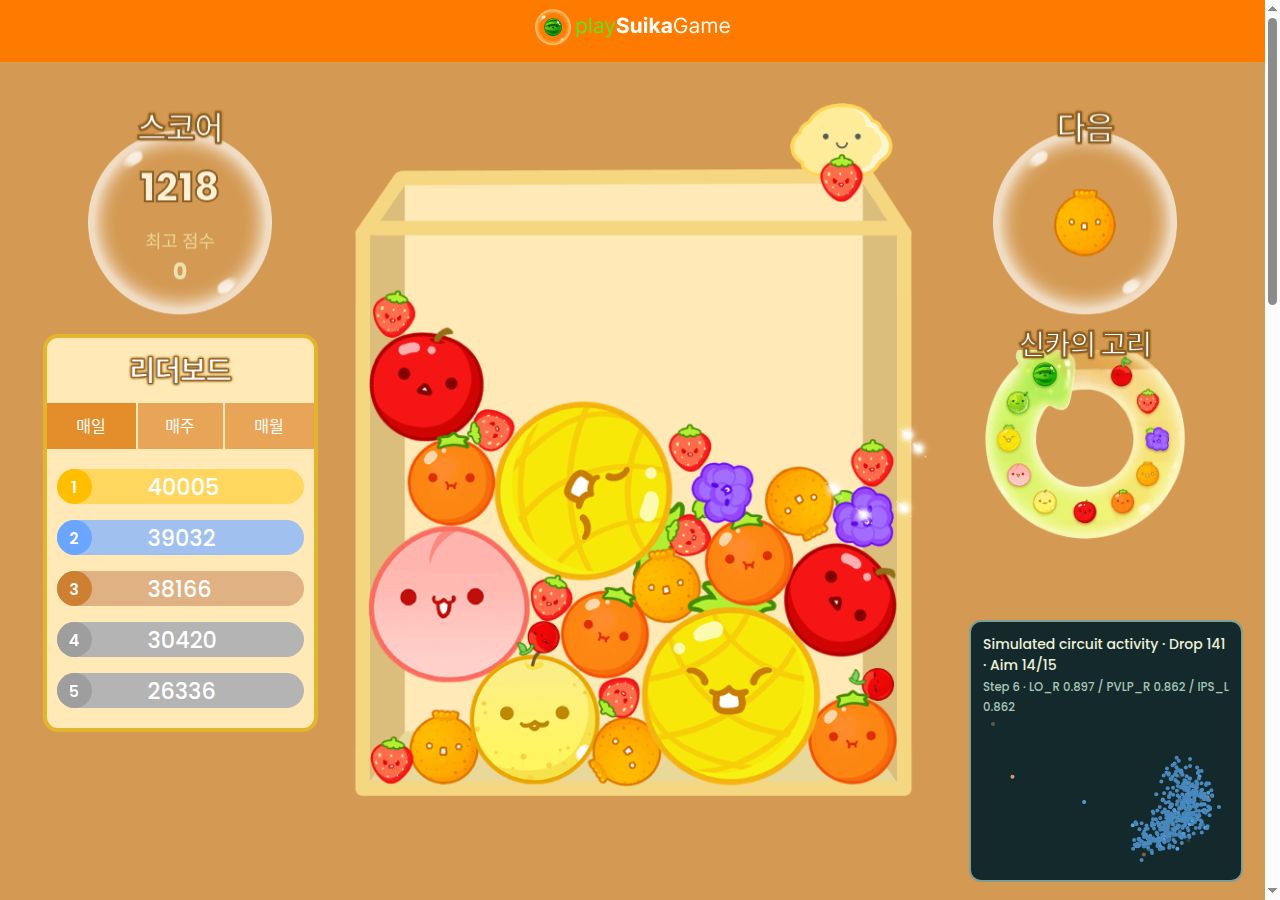 playSuikaGame
스코어
1218
최고 점수
0
다음
신카의 고리
리더보드
매일 매주 매월
1 40005
2 39032
3 38166
4 30420
5 26336
Simulated circuit activity · Drop 141
· Aim 14/15
Step 6 · LO_R 0.897 / PVLP_R 0.862 / IPS_L
0.862